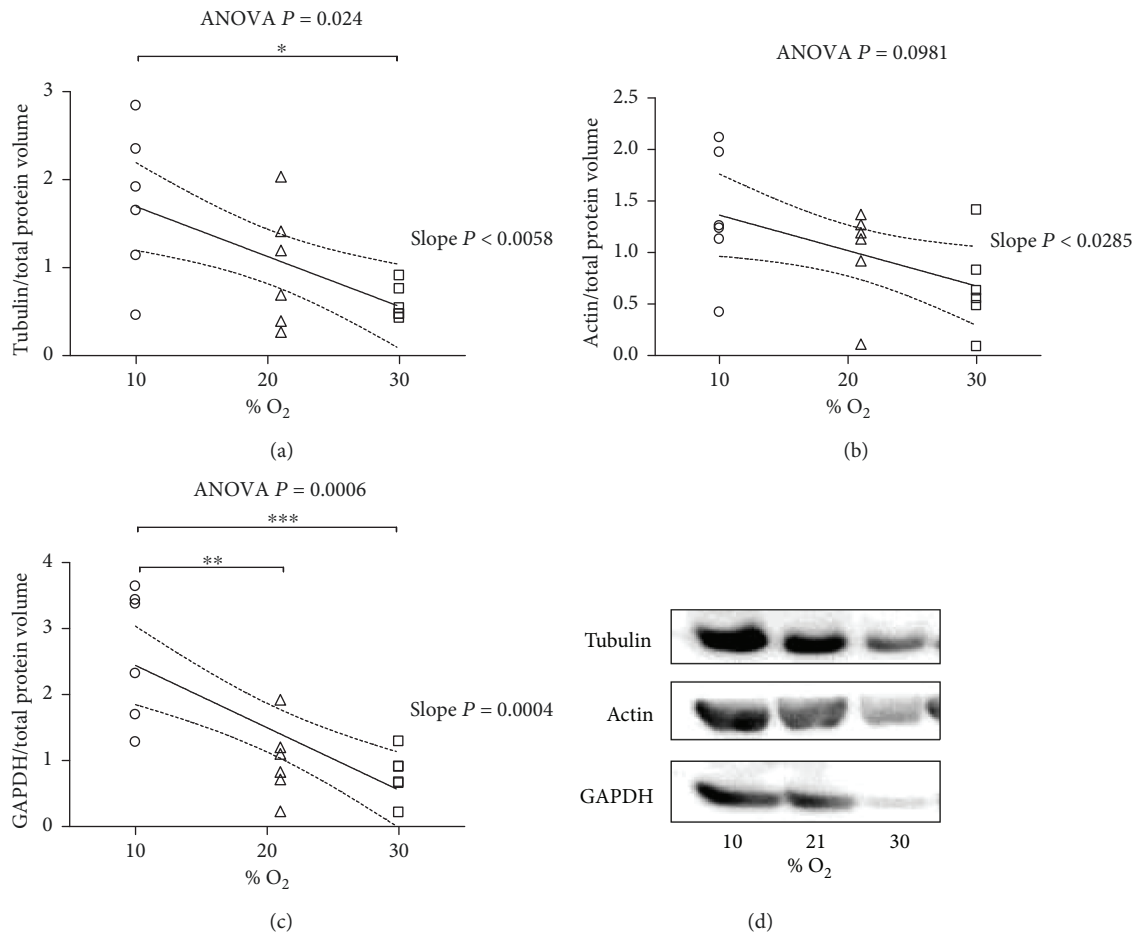 ANOVA P = 0.024
*
Tubulin/total protein volume
3
2
1
0
Slope P < 0.0058
10 20 30
% O₂
(a)
ANOVA P = 0.0981
Actin/total protein volume
2.5
2.0
1.5
1.0
0.5
0.0
Slope P < 0.0285
10 20 30
% O₂
(b)
ANOVA P = 0.0006
***
**
GAPDH/total protein volume
4
3
2
1
0
Slope P = 0.0004
10 20 30
% O₂
(c)
Tubulin
Actin
GAPDH
10 21 30
% O₂
(d)